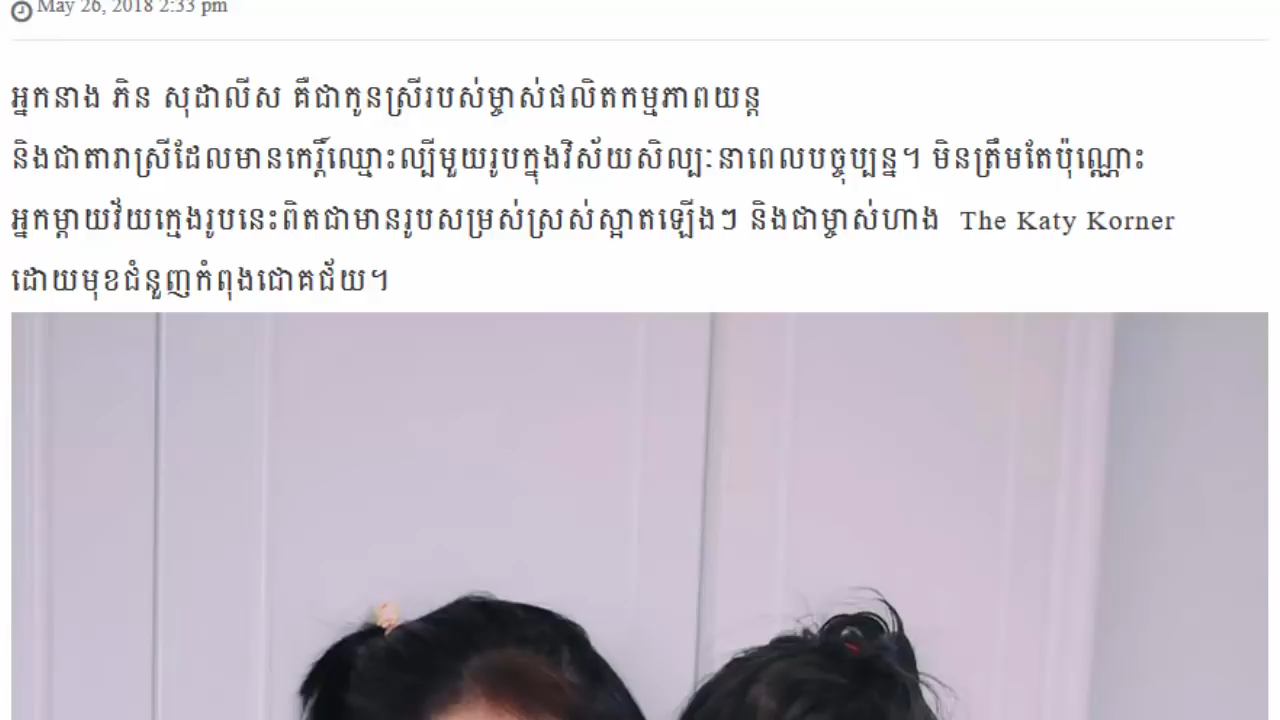 May 26, 2018 2:33 pm
អ្នកនាង ភិន សុដាលីស គឺជាកូនស្រីរបស់ម្ចាស់ផលិតកម្មភាពយន្ត
និងជាតារាស្រីដែលមានកេរ្តិ៍ឈ្មោះល្បីមួយរូបក្នុងវិស័យសិល្បៈនាពេលបច្ចុប្បន្ន។ មិនត្រឹមតែប៉ុណ្ណោះ
អ្នកម្តាយវ័យក្មេងរូបនេះពិតជាមានរូបសម្រស់ស្រស់ស្អាតឡើងៗ និងជាម្ចាស់ហាង The Katy Korner
ដោយមុខជំនួញកំពុងជោគជ័យ។